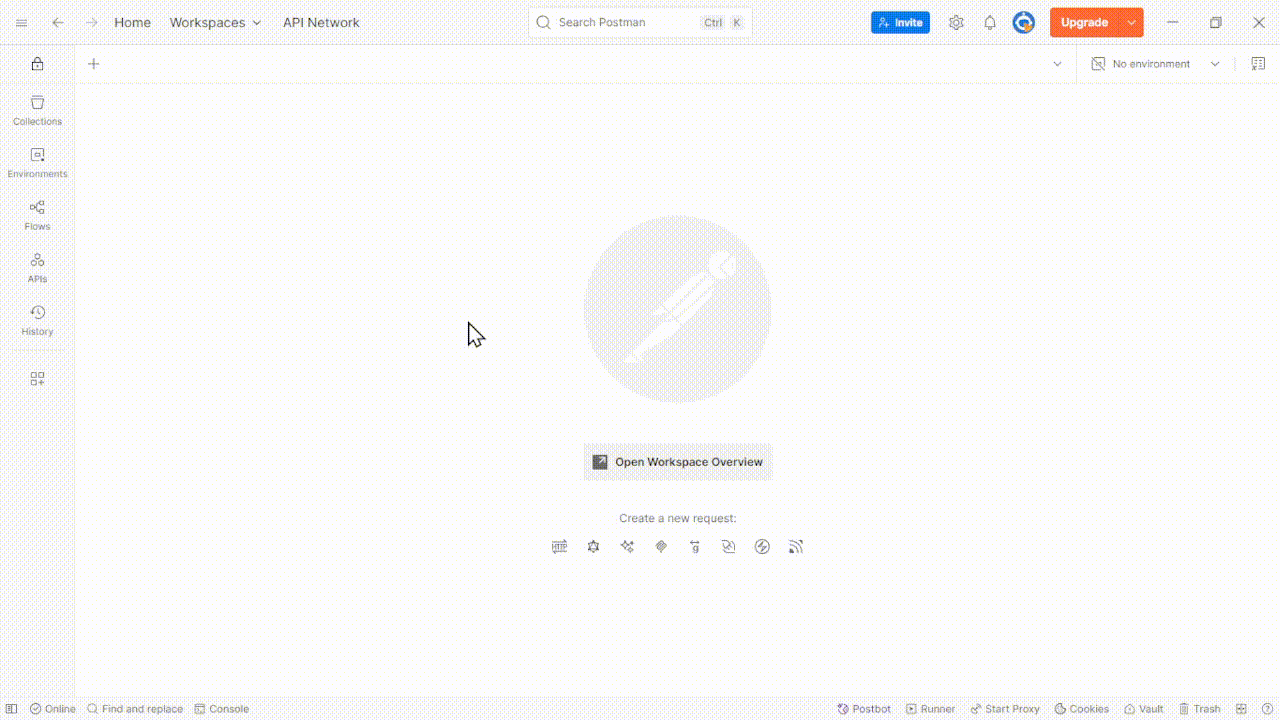 Home Workspaces API Network Search Postman Ctrl K Invite Upgrade
No environment
Collections
Environments
Flows
APIs
History
Open Workspace Overview
Create a new request:
HTTP
Online Find and replace Console Postbot Runner Start Proxy Cookies Vault Trash